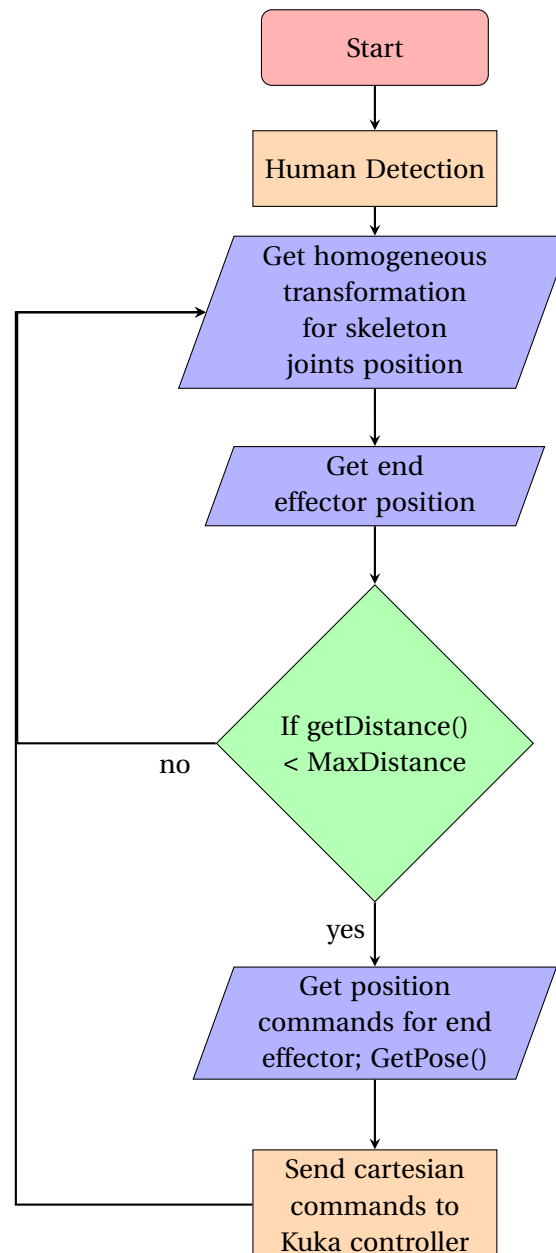 Start
Human Detection
Get homogeneous
transformation
for skeleton
joints position
Get end
effector position
If getDistance()
< MaxDistance
no
yes
Get position
commands for end
effector; GetPose()
Send cartesian
commands to
Kuka controller